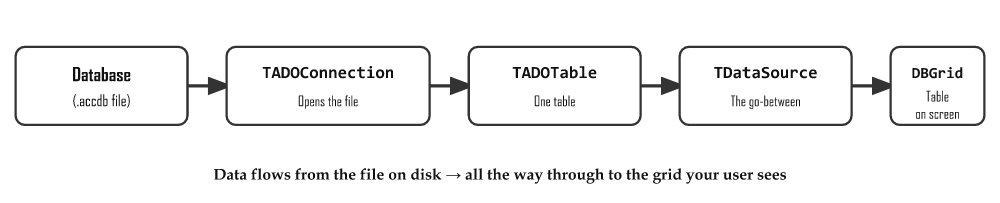 Database
(.accdb file)
TADOConnection
Opens the file
TADOTable
One table
TDataSource
The go-between
DBGrid
Table
on screen
Data flows from the file on disk → all the way through to the grid your user sees